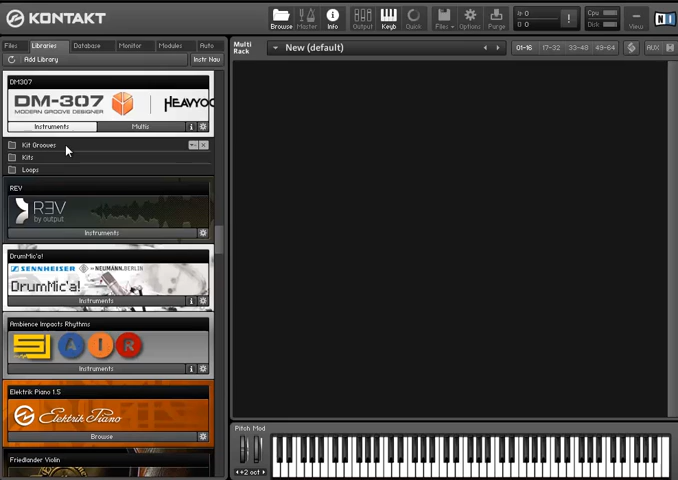 KONTAKT
Browse Master Info Output Keyb Quick Files Options Purge
0
0
Cpu
Disk
View
NI
Files Libraries Database Monitor Modules Auto
Add Library Instr Nav
DM307
DM-307
MODERN GROOVE DESIGNER
HEAVYOC
Instruments Multis i
Kit Grooves
Kits
Loops
REV
REV
by output
Instruments
DrumMic'a!
SENNHEISER NEUMANN.BERLIN
DrumMic'a!
Instruments i
Ambience Impacts Rhythms
A I R
Instruments i
Elektrik Piano 1.5
Elektrik Piano
Browse
Friedlander Violin
Multi
Rack
New (default)
01-16 17-32 33-48 49-64 AUX
Pitch Mod
+2 oct